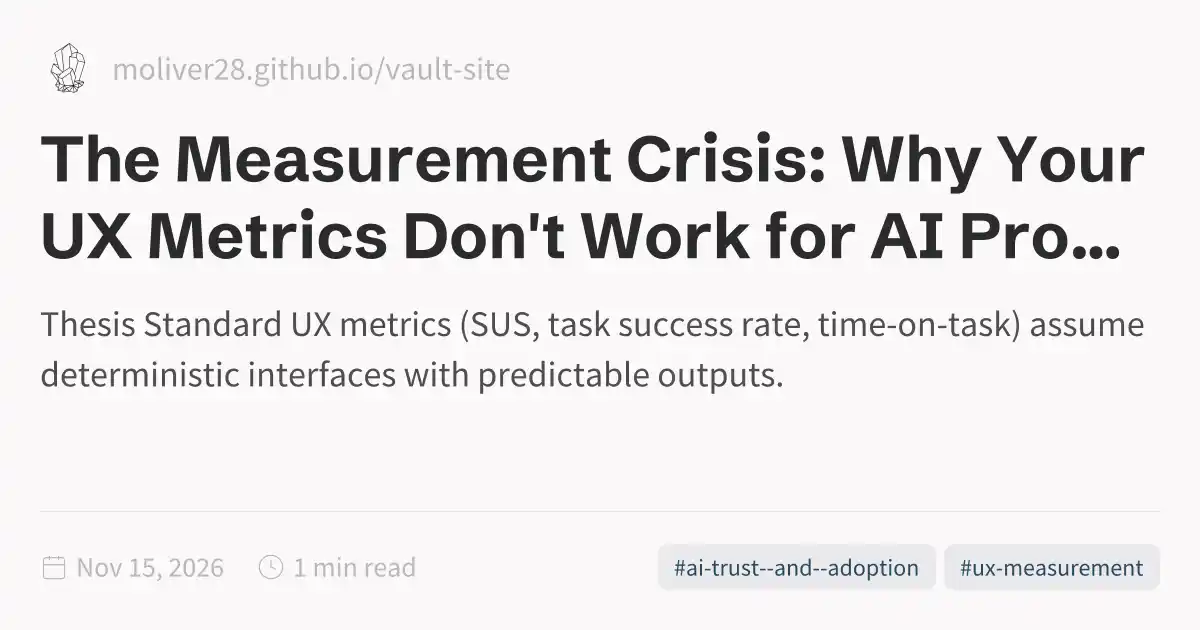 moliver28.github.io/vault-site
The Measurement Crisis: Why Your
UX Metrics Don't Work for AI Pro...
Thesis Standard UX metrics (SUS, task success rate, time-on-task) assume
deterministic interfaces with predictable outputs.
Nov 15, 2026 1 min read #ai-trust--and--adoption #ux-measurement